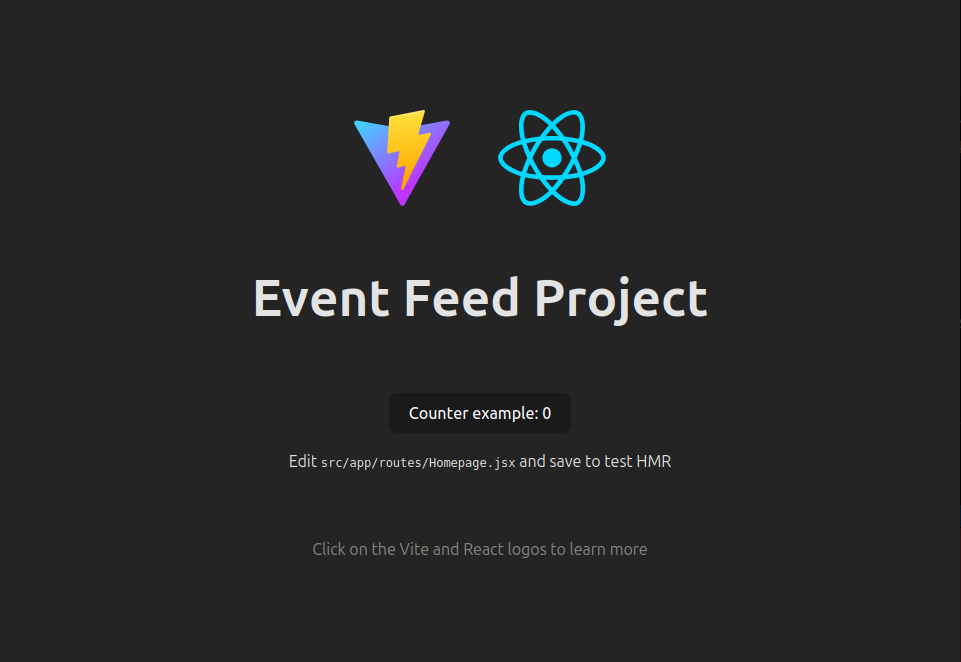 Event Feed Project
Counter example: 0
Edit src/app/routes/Homepage.jsx and save to test HMR
Click on the Vite and React logos to learn more